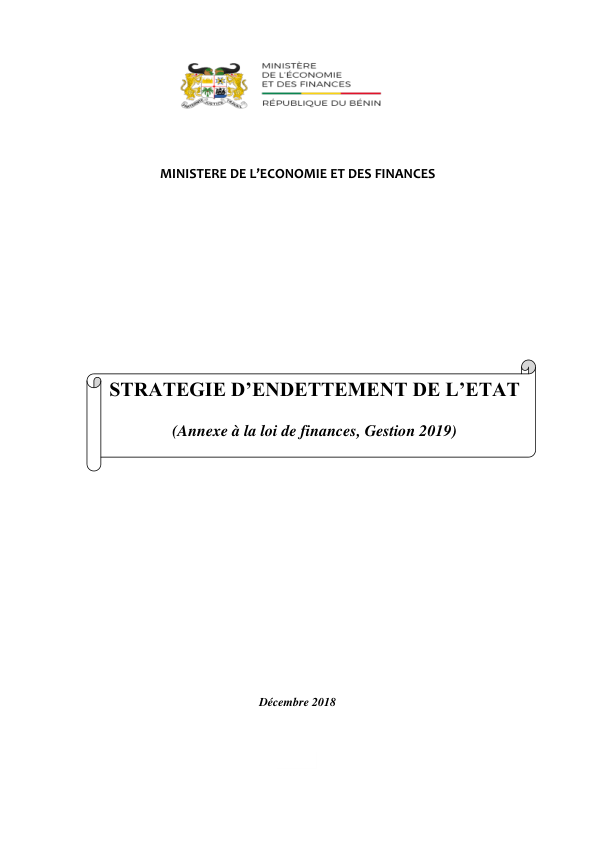 MINISTÈRE
DE L'ÉCONOMIE
ET DES FINANCES
RÉPUBLIQUE DU BÉNIN
MINISTERE DE L'ECONOMIE ET DES FINANCES
STRATEGIE D'ENDETTEMENT DE L'ETAT
(Annexe à la loi de finances, Gestion 2019)
Décembre 2018